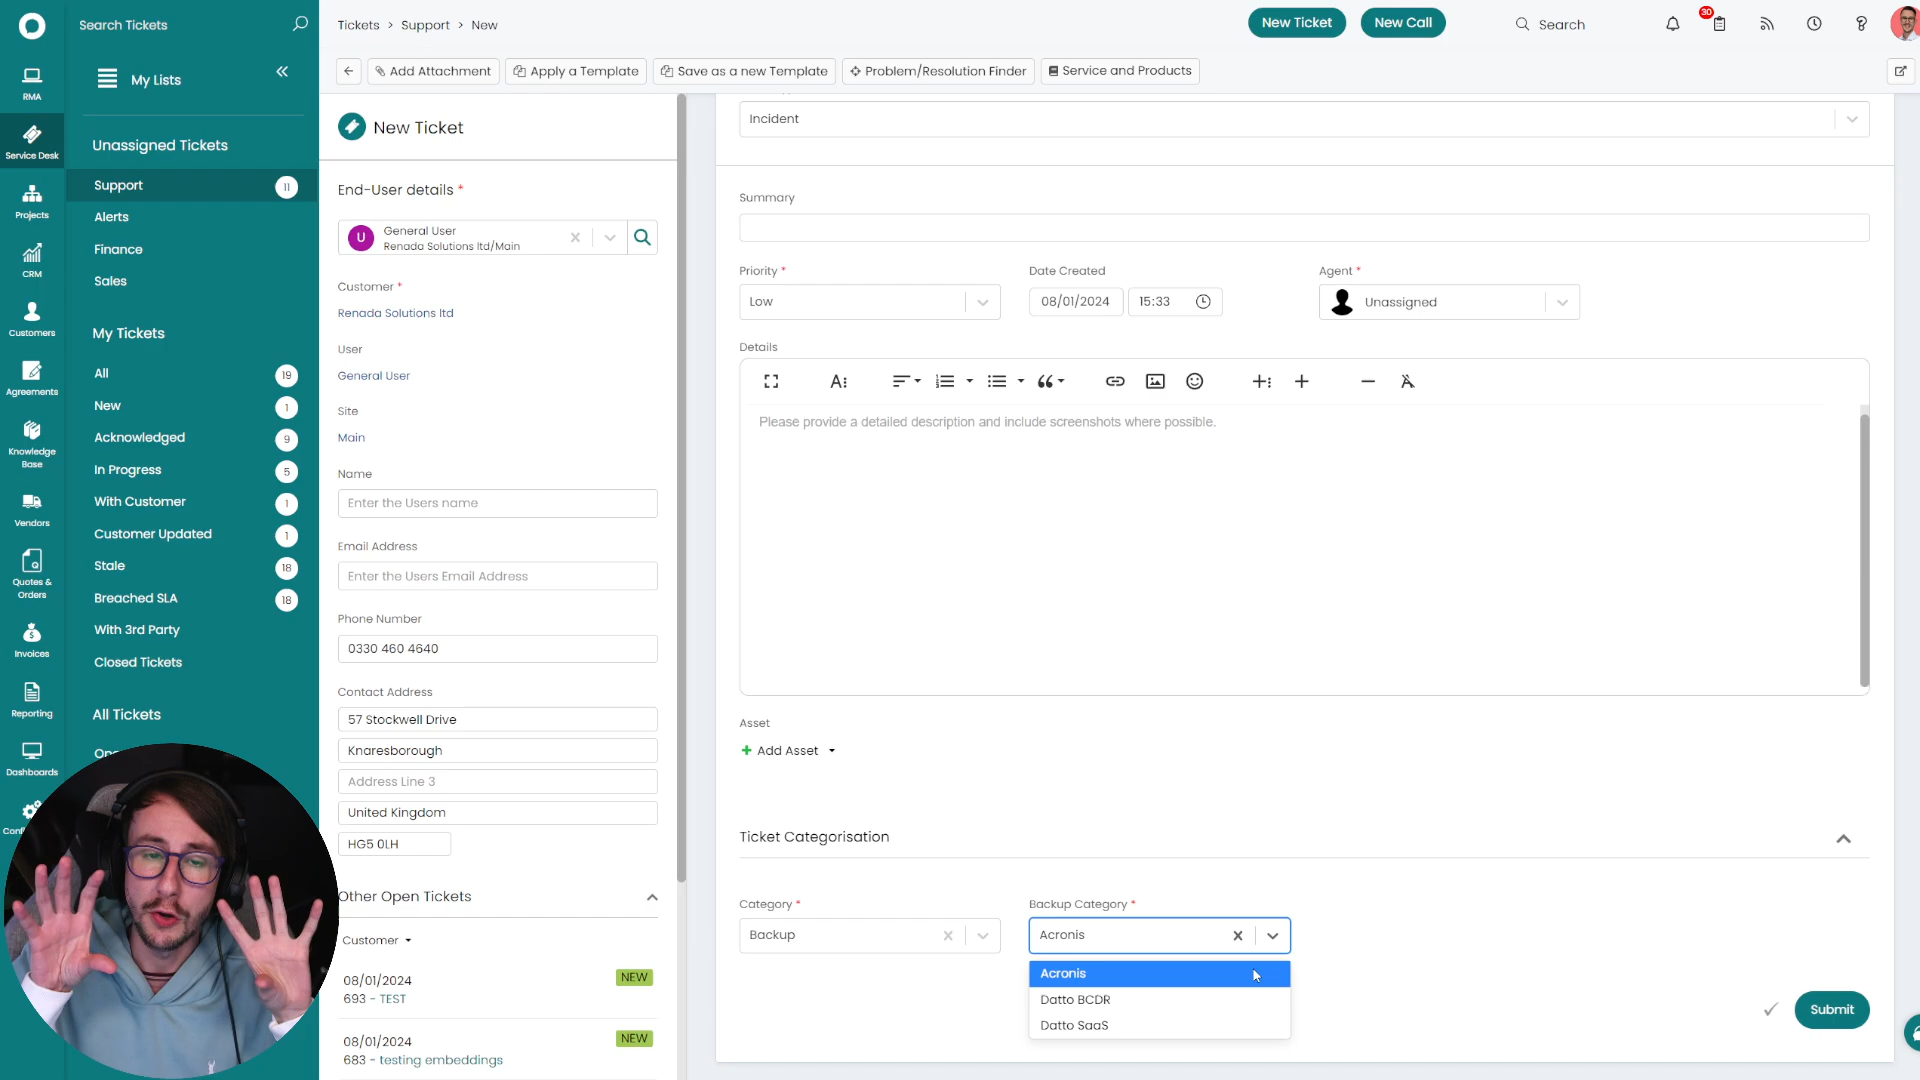 Search Tickets
Tickets > Support > New
New Ticket
New Call
Search
30
RMA
Service Desk
Projects
CRM
Customers
Agreements
Knowledge
Base
Vendors
Quotes &
Orders
Invoices
Reporting
Dashboards
My Lists
Unassigned Tickets
Support 11
Alerts
Finance
Sales
My Tickets
All 19
New 1
Acknowledged 9
In Progress 5
With Customer 1
Customer Updated 1
Stale 18
Breached SLA 18
With 3rd Party
Closed Tickets
All Tickets
Add Attachment
Apply a Template
Save as a new Template
Problem/Resolution Finder
Service and Products
New Ticket
End-User details *
U
General User
Renada Solutions ltd/Main
Customer *
Renada Solutions ltd
User
General User
Site
Main
Name
Enter the Users name
Email Address
Enter the Users Email Address
Phone Number
0330 460 4640
Contact Address
57 Stockwell Drive
Knaresborough
Address Line 3
United Kingdom
HG5 0LH
Other Open Tickets
Customer
08/01/2024 NEW
693 - TEST
08/01/2024 NEW
683 - testing embeddings
Incident
Summary
Priority *
Low
Date Created
08/01/2024 15:33
Agent *
Unassigned
Details
Please provide a detailed description and include screenshots where possible.
Asset
Add Asset
Ticket Categorisation
Category *
Backup
Backup Category *
Acronis
Acronis
Datto BCDR
Datto SaaS
Submit